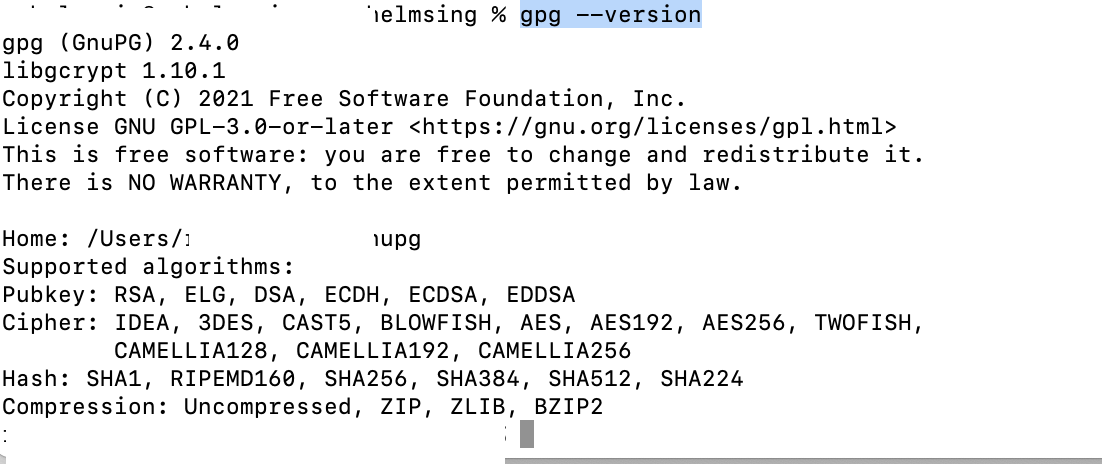 helmsing % gpg --version
gpg (GnuPG) 2.4.0
libgcrypt 1.10.1
Copyright (C) 2021 Free Software Foundation, Inc.
License GNU GPL-3.0-or-later <https://gnu.org/licenses/gpl.html>
This is free software: you are free to change and redistribute it.
There is NO WARRANTY, to the extent permitted by law.
Home: /Users/ nupg
Supported algorithms:
Pubkey: RSA, ELG, DSA, ECDH, ECDSA, EDDSA
Cipher: IDEA, 3DES, CAST5, BLOWFISH, AES, AES192, AES256, TWOFISH,
CAMELLIA128, CAMELLIA192, CAMELLIA256
Hash: SHA1, RIPEMD160, SHA256, SHA384, SHA512, SHA224
Compression: Uncompressed, ZIP, ZLIB, BZIP2